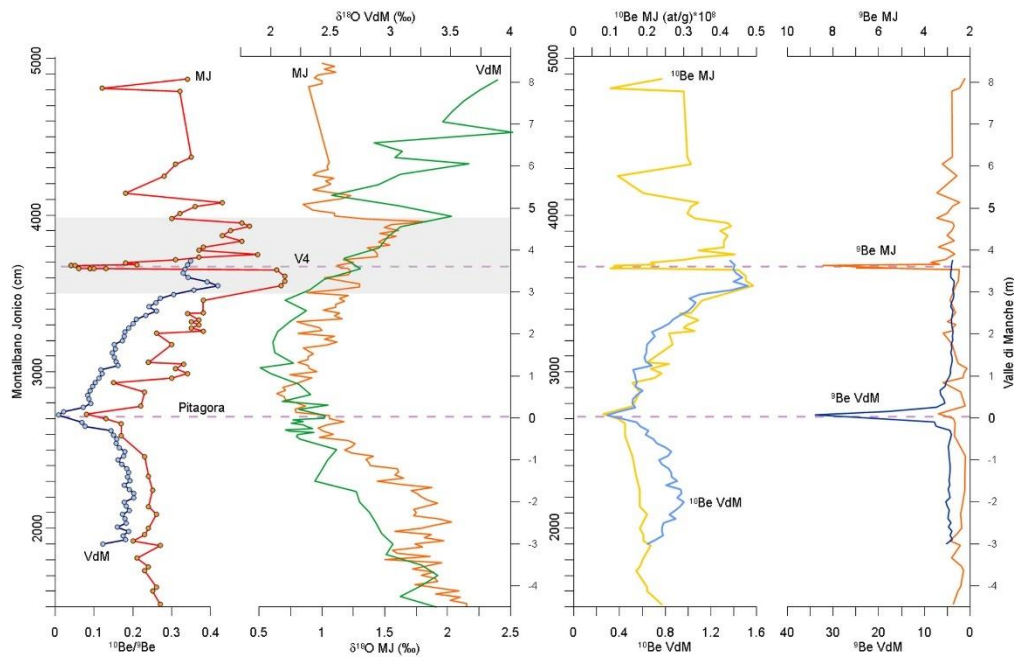 δ¹⁸O VdM (‰)
2 2.5 3 3.5 4
¹⁰Be MJ (at/g)*10⁸
0 0.1 0.2 0.3 0.4 0.5
⁹Be MJ
8 6 4 2
5000
4000
3000
2000
Montalbano Jonico (cm)
MJ
MJ
VdM
¹⁰Be MJ
8
7
6
5
4
3
2
1
0
-1
-2
-3
-4
V4
⁹Be MJ
Pitagora
⁹Be VdM
¹⁰Be VdM
VdM
8
7
6
5
4
3
2
1
0
-1
-2
-3
-4
Valle di Manche (m)
0 0.1 0.2 0.3 0.4
¹⁰Be/⁹Be
0.5 1 1.5 2 2.5
δ¹⁸O MJ (‰)
0 0.4 0.8 1.2 1.6
¹⁰Be VdM
40 30 20 10 0
⁹Be VdM